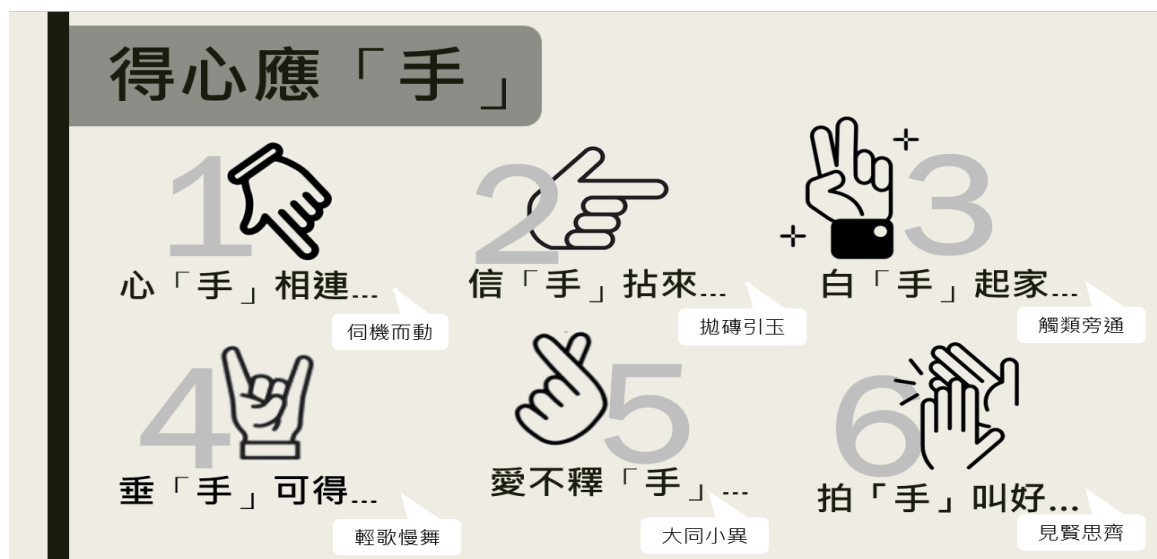 得心應「手」
1
心「手」相連...
伺機而動
2
信「手」拈來...
拋磚引玉
3
白「手」起家...
觸類旁通
4
垂「手」可得...
輕歌慢舞
5
愛不釋「手」...
大同小異
6
拍「手」叫好...
見賢思齊